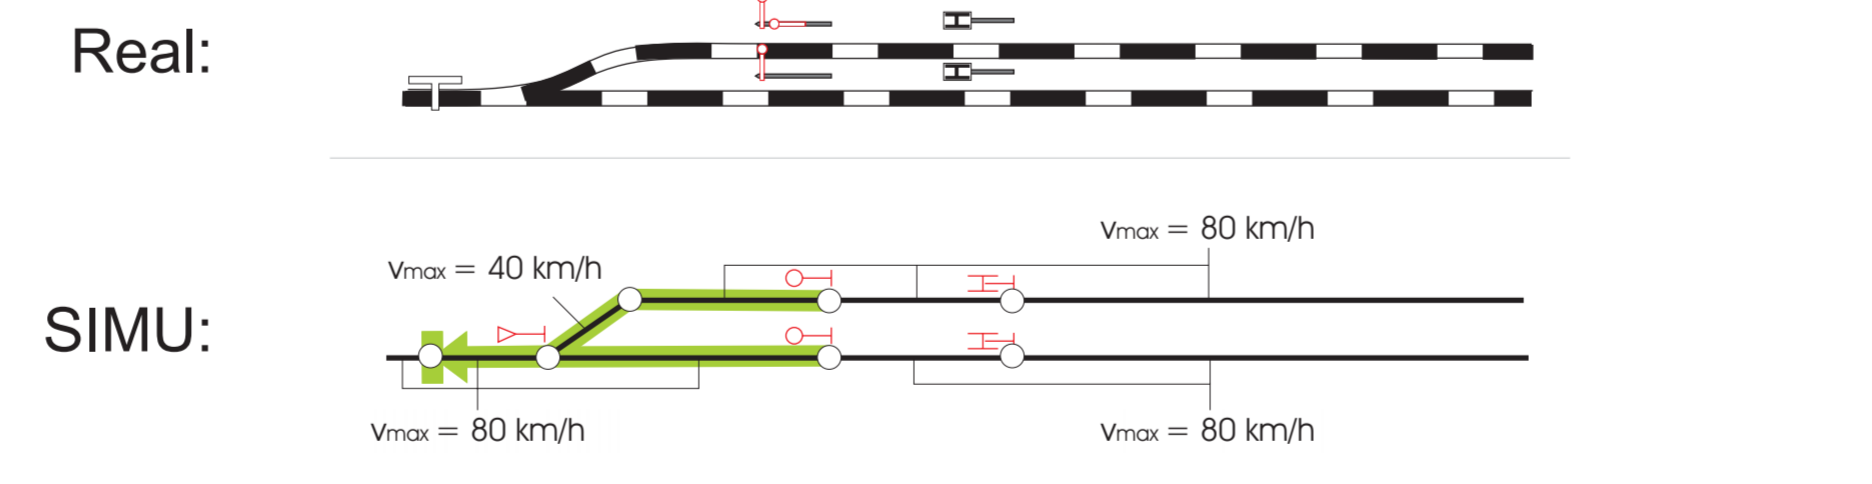 Real:
vmax = 80 km/h
vmax = 40 km/h
SIMU:
vmax = 80 km/h
vmax = 80 km/h